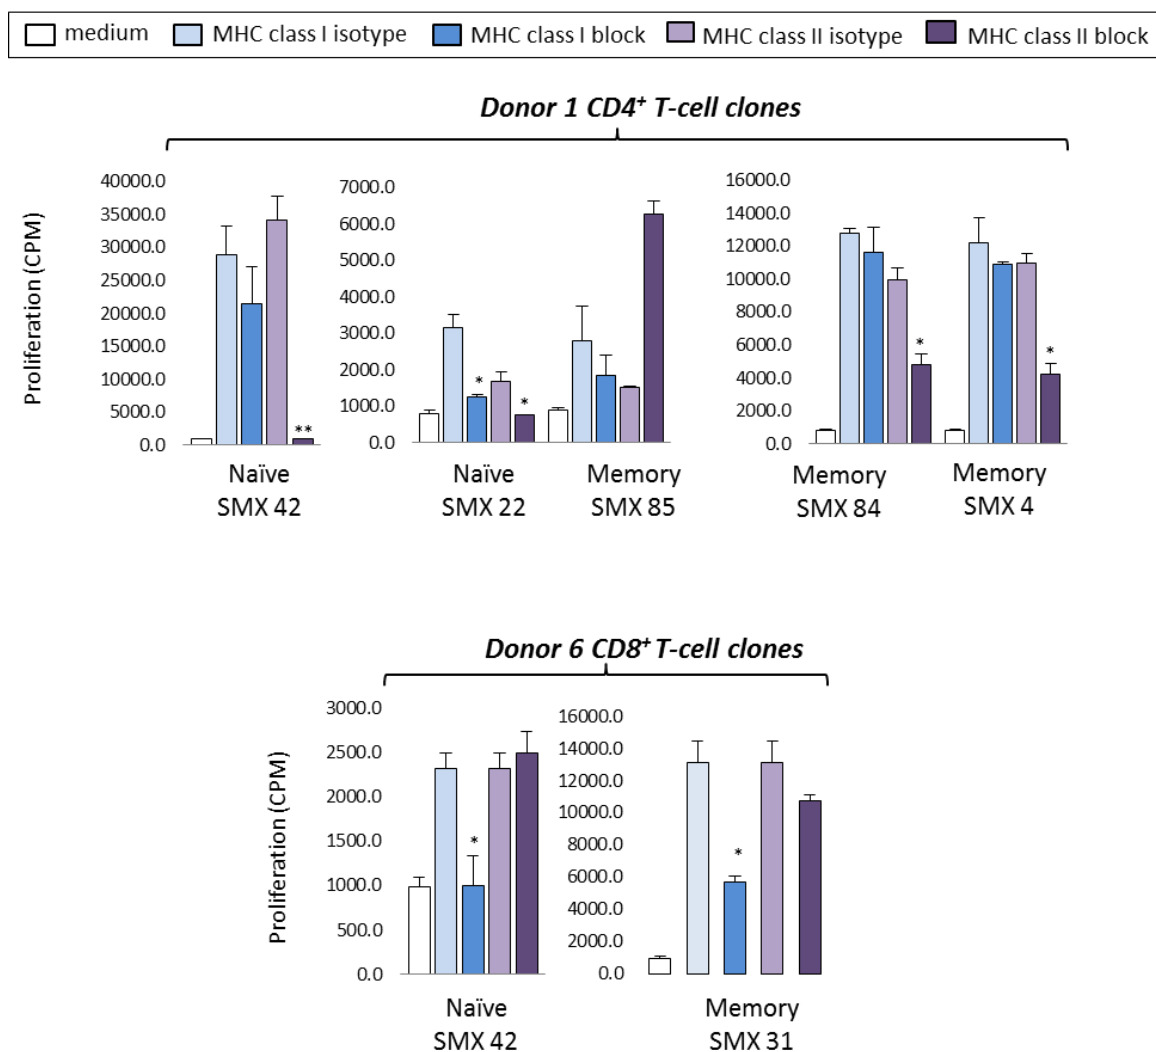 medium MHC class I isotype MHC class I block MHC class II isotype MHC class II block
Donor 1 CD4+ T-cell clones
Proliferation (CPM)
40000.0
35000.0
30000.0
25000.0
20000.0
15000.0
10000.0
5000.0
0.0
**
Naïve
SMX 42
7000.0
6000.0
5000.0
4000.0
3000.0
2000.0
1000.0
0.0
*
*
Naïve
SMX 22
Memory
SMX 85
16000.0
14000.0
12000.0
10000.0
8000.0
6000.0
4000.0
2000.0
0.0
*
*
Memory
SMX 84
Memory
SMX 4
Donor 6 CD8+ T-cell clones
Proliferation (CPM)
3000.0
2500.0
2000.0
1500.0
1000.0
500.0
0.0
*
Naïve
SMX 42
16000.0
14000.0
12000.0
10000.0
8000.0
6000.0
4000.0
2000.0
0.0
*
Memory
SMX 31